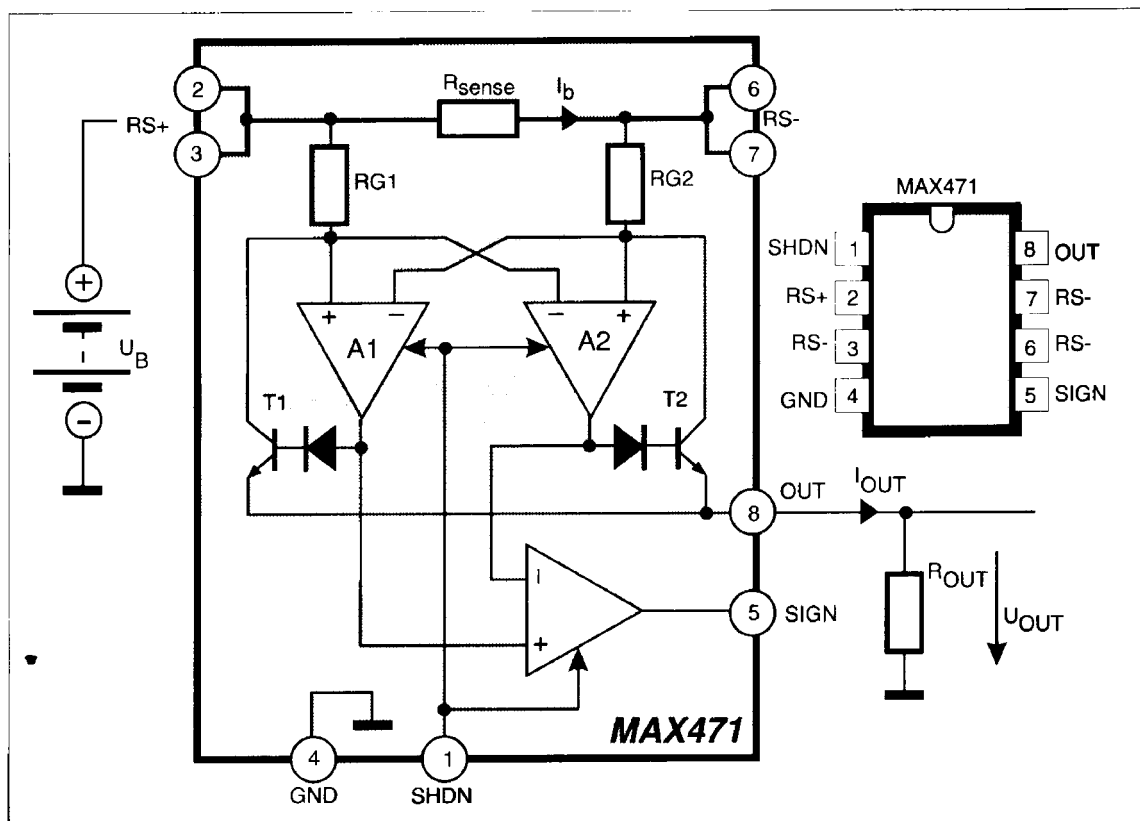 2
Rsense
Ib
6
RS+
RS-
3
7
RG1
RG2
MAX471
SHDN
1
8
OUT
RS+
2
7
RS-
RS-
3
6
RS-
GND
4
5
SIGN
+
UB
-
+
-
-
+
A1
A2
T1
T2
OUT
IOUT
8
ROUT
UOUT
I
+
5
SIGN
MAX471
4
1
GND
SHDN